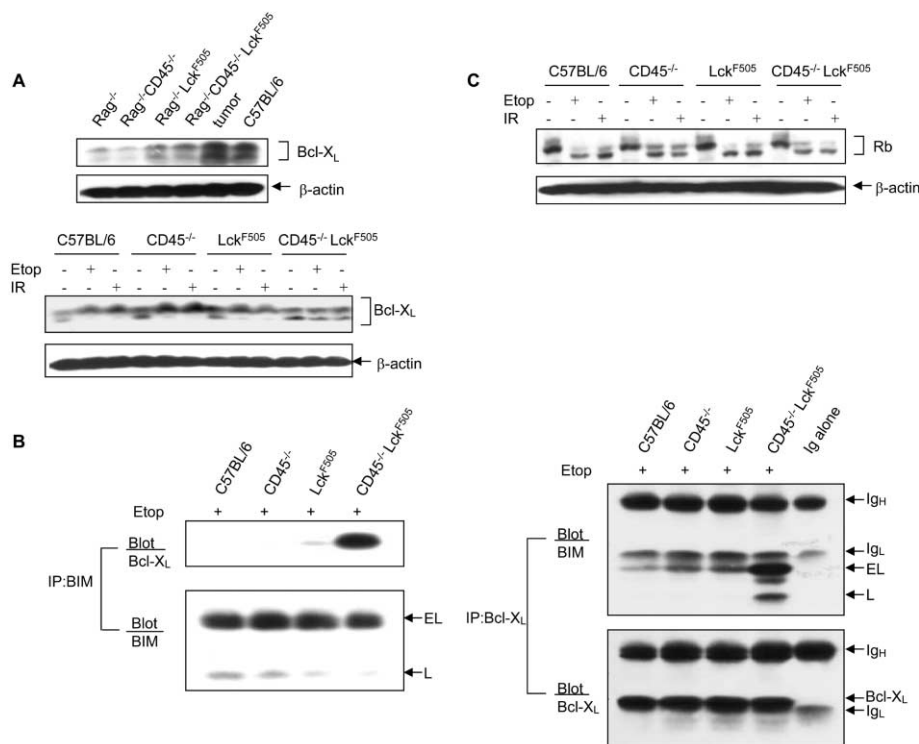 A
Rag-/-
Rag-/-CD45-/-
Rag-/- LckF505
Rag-/-CD45-/- LckF505
tumor
C57BL/6
Bcl-XL
β-actin
C57BL/6 CD45-/- LckF505 CD45-/- LckF505
Etop - + - - + - - + - - + -
IR - - + - - + - - + - - +
Bcl-XL
β-actin
B
C57BL/6
CD45-/-
LckF505
CD45-/- LckF505
Etop + + + +
IP:BIM
Blot
Bcl-XL
Blot
BIM
EL
L
C
C57BL/6 CD45-/- LckF505 CD45-/- LckF505
Etop - + - - + - - + - - + -
IR - - + - - + - - + - - +
Rb
β-actin
C57BL/6
CD45-/-
LckF505
CD45-/- LckF505
Ig alone
Etop + + + +
IP:Bcl-XL
Blot
BIM
IgH
IgL
EL
L
Blot
Bcl-XL
IgH
Bcl-XL
IgL